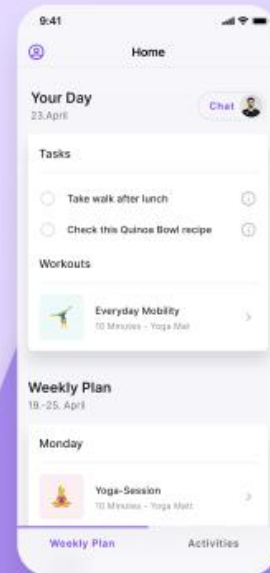 9:41
Home
Your Day
23.April
Chat
Tasks
Take walk after lunch
Check this Quinoa Bowl recipe
Workouts
Everyday Mobility
10 Minutes - Yoga Mat
Weekly Plan
19.-25. April
Monday
Yoga-Session
10 Minutes - Yoga Matt
Weekly Plan
Activities